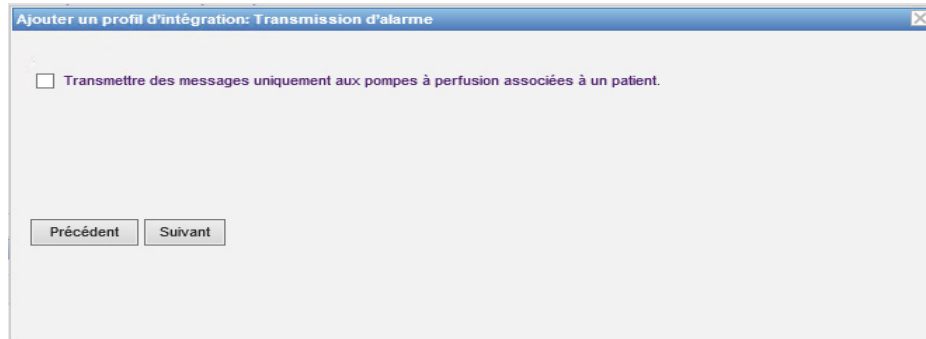 Ajouter un profil d'intégration: Transmission d'alarme
Transmettre des messages uniquement aux pompes à perfusion associées à un patient.
Précédent Suivant